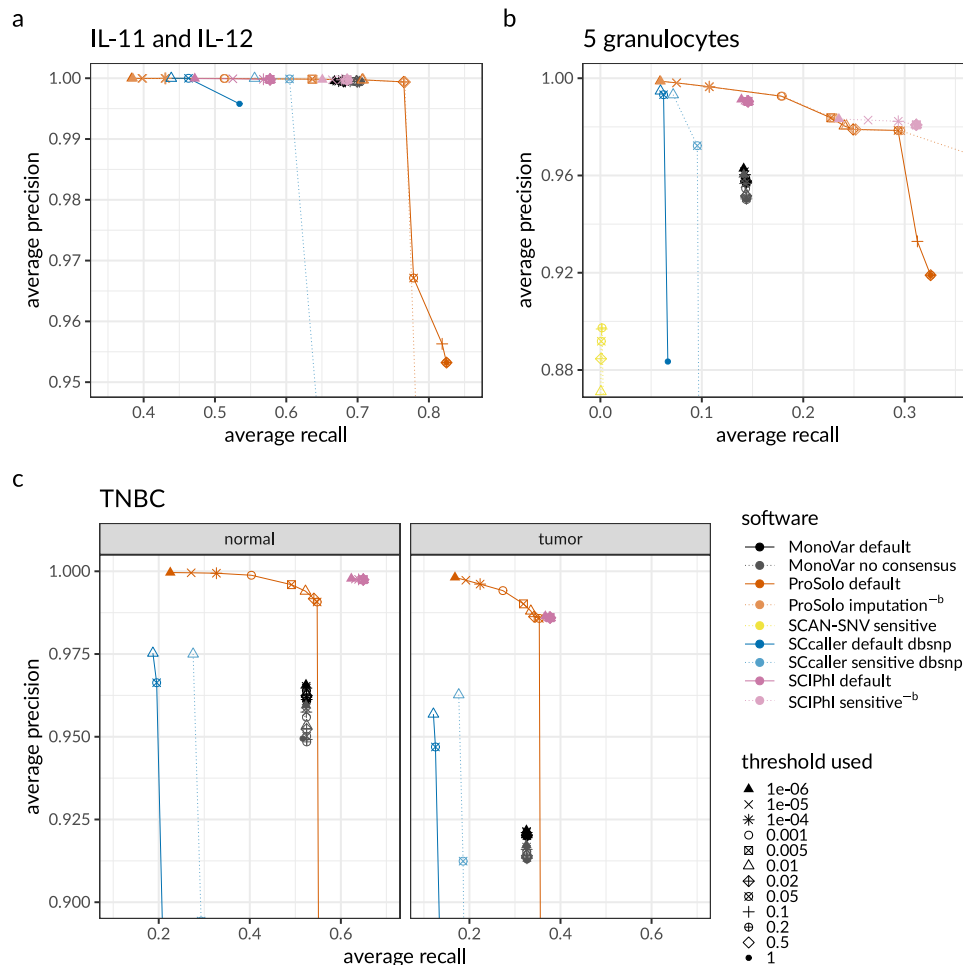 a
IL-11 and IL-12
1.00
0.99
0.98
0.97
0.96
0.95
average precision
0.4
0.5
0.6
0.7
0.8
average recall
b
5 granulocytes
1.00
0.96
0.92
0.88
average precision
0.0
0.1
0.2
0.3
average recall
c
TNBC
normal
tumor
1.000
0.975
0.950
0.925
0.900
average precision
0.2
0.4
0.6
0.2
0.4
0.6
average recall
software
MonoVar default
MonoVar no consensus
ProSolo default
ProSolo imputation⁻ᵇ
SCAN-SNV sensitive
SCcaller default dbsnp
SCcaller sensitive dbsnp
SCIPhI default
SCIPhI sensitive⁻ᵇ
threshold used
1e-06
1e-05
1e-04
0.001
0.005
0.01
0.02
0.05
0.1
0.2
0.5
1